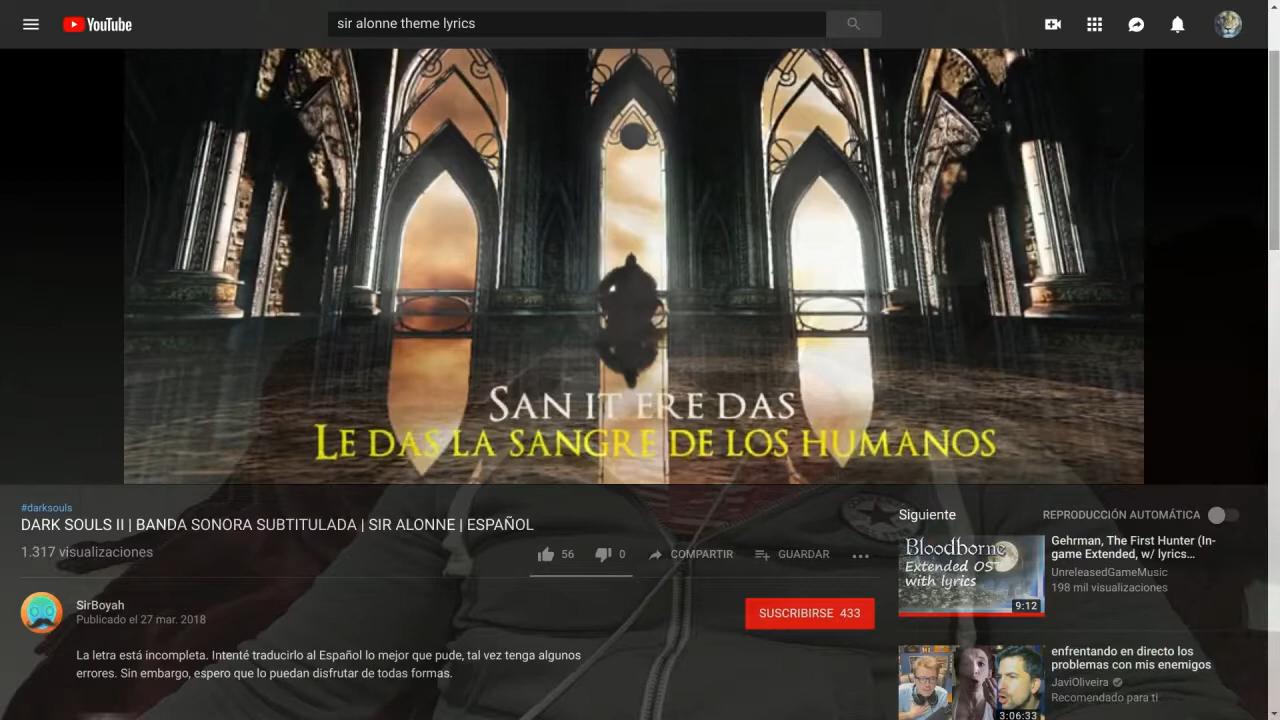 YouTube
sir alonne theme lyrics
SAN IT ERE DAS
LE DAS LA SANGRE DE LOS HUMANOS
#darksouls
DARK SOULS II | BANDA SONORA SUBTITULADA | SIR ALONNE | ESPAÑOL
1.317 visualizaciones
56
0
COMPARTIR
GUARDAR
SirBoyah
Publicado el 27 mar. 2018
SUSCRIBIRSE 433
La letra está incompleta. Intenté traducirlo al Español lo mejor que pude, tal vez tenga algunos
errores. Sin embargo, espero que lo puedan disfrutar de todas formas.
Siguiente
REPRODUCCIÓN AUTOMÁTICA
Bloodborne
Extended OST
with lyrics
9:12
Gehrman, The First Hunter (In-
game Extended, w/ lyrics...
UnreleasedGameMusic
198 mil visualizaciones
3:06:33
enfrentando en directo los
problemas con mis enemigos
JaviOliveira
Recomendado para ti